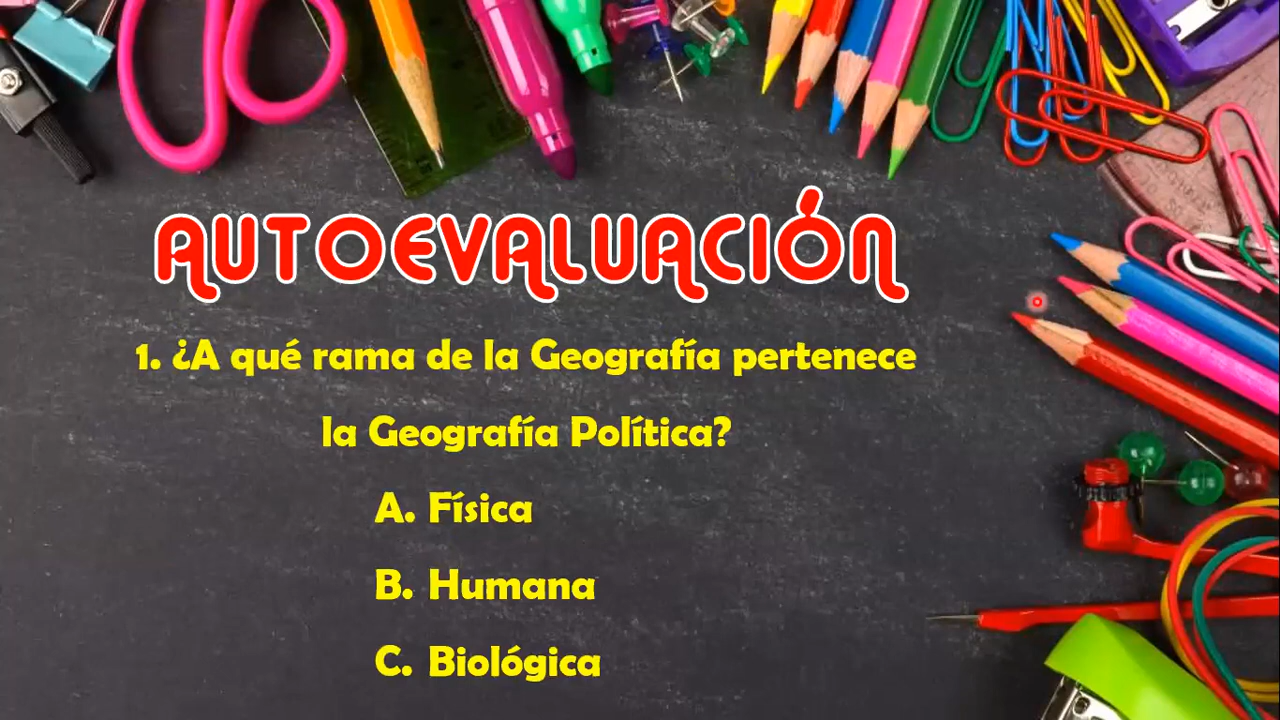 AUTOEVALUACIÓN
1. ¿A qué rama de la Geografía pertenece
la Geografía Política?
A. Física
B. Humana
C. Biológica